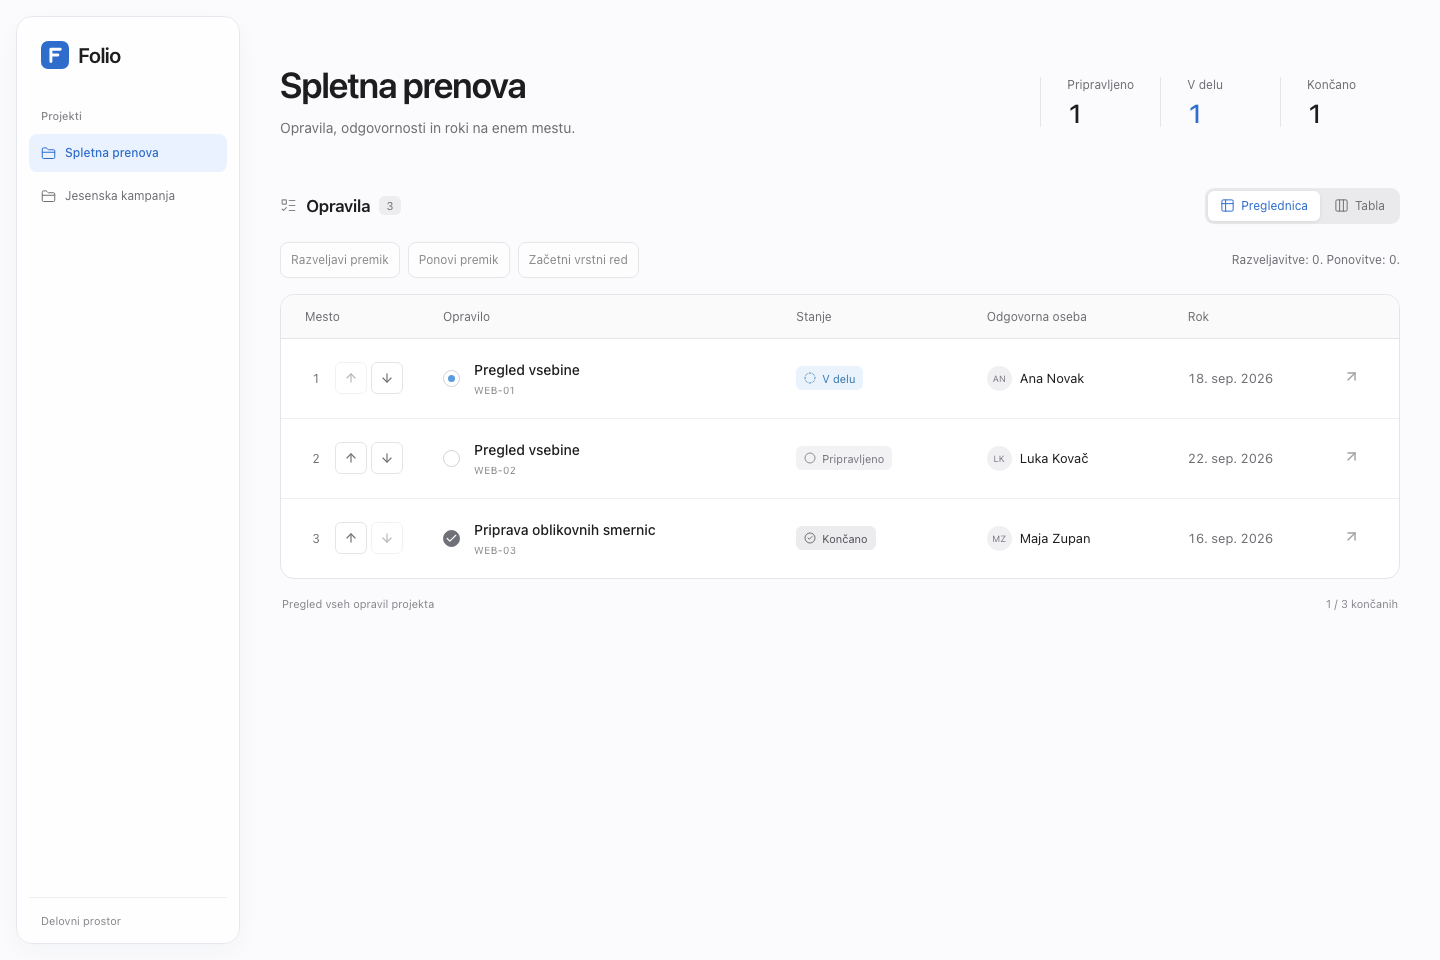 F Folio
Projekti
Spletna prenova
Jesenska kampanja
Delovni prostor
Spletna prenova
Opravila, odgovornosti in roki na enem mestu.
Pripravljeno
1
V delu
1
Končano
1
Opravila 3
Preglednica Tabla
Razveljavi premik Ponovi premik Začetni vrstni red
Razveljavitve: 0. Ponovitve: 0.
Mesto Opravilo Stanje Odgovorna oseba Rok
1 Pregled vsebine V delu AN Ana Novak 18. sep. 2026
WEB-01
2 Pregled vsebine Pripravljeno LK Luka Kovač 22. sep. 2026
WEB-02
3 Priprava oblikovnih smernic Končano MZ Maja Zupan 16. sep. 2026
WEB-03
Pregled vseh opravil projekta
1 / 3 končanih